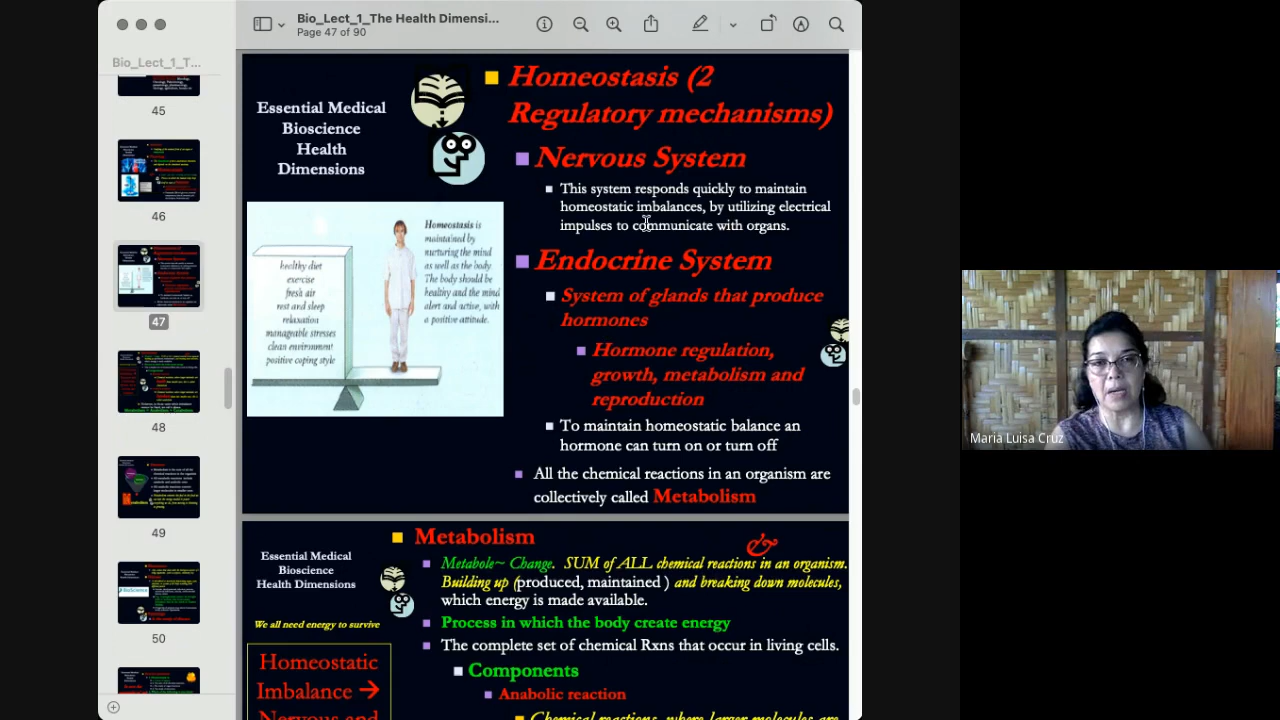 Bio_Lect_1_The Health Dimensi...
Page 47 of 90
Bio_Lect_1_T...
45
46
47
48
49
50
Essential Medical
Bioscience
Health
Dimensions
Homeostasis (2
Regulatory mechanisms)
Nervous System
This system responds quickly to maintain
homeostatic imbalances, by utilizing electrical
impulses to communicate with organs.
Endocrine System
System of glands that produce
hormones
Hormone regulation,
growth, metabolism and
reproduction
To maintain homeostatic balance an
hormone can turn on or turn off
All the chemical reactions in an organism are
collectively called Metabolism
healthy diet
exercise
fresh air
rest and sleep
relaxation
manageable stresses
clean environment
positive coping style
Homeostasis is
maintained by
nurturing the mind
as well as the body.
The body should be
healthy and the mind
alert and active, with
a positive attitude.
Essential Medical
Bioscience
Health Dimensions
We all need energy to survive
Homeostatic
Imbalance →
Nervous and
Metabolism
&
Metabole~ Change. SUM of ALL chemical reactions in an organism.
Building up (produced, maintained ) and breaking down molecules,
which energy is made available.
Process in which the body create energy
The complete set of chemical Rxns that occur in living cells.
Components
Anabolic reaction
Chemical reactions, where larger molecules are
Maria Luisa Cruz